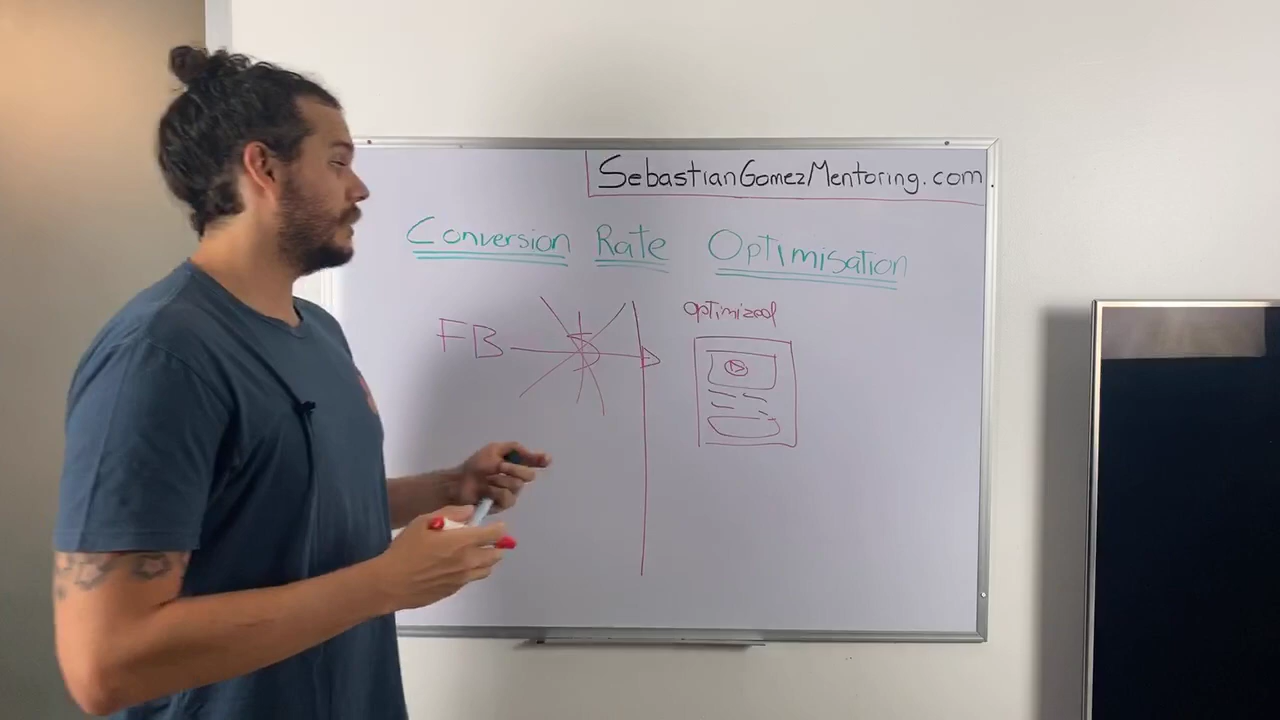 SebastianGomezMentoring.com
Conversion Rate Optimisation
FB
optimized